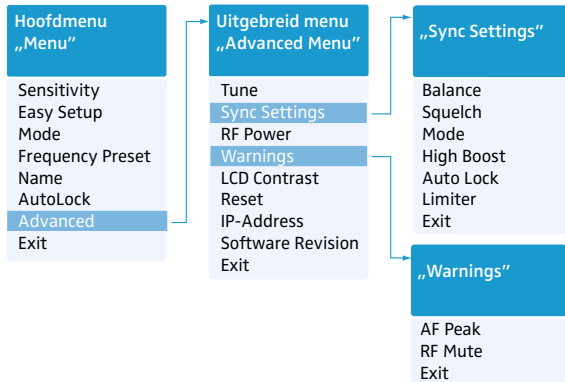 Hoofdmenu
„Menu”
Sensitivity
Easy Setup
Mode
Frequency Preset
Name
AutoLock
Advanced
Exit
Uitgebreid menu
„Advanced Menu”
Tune
Sync Settings
RF Power
Warnings
LCD Contrast
Reset
IP-Address
Software Revision
Exit
„Sync Settings”
Balance
Squelch
Mode
High Boost
Auto Lock
Limiter
Exit
„Warnings”
AF Peak
RF Mute
Exit